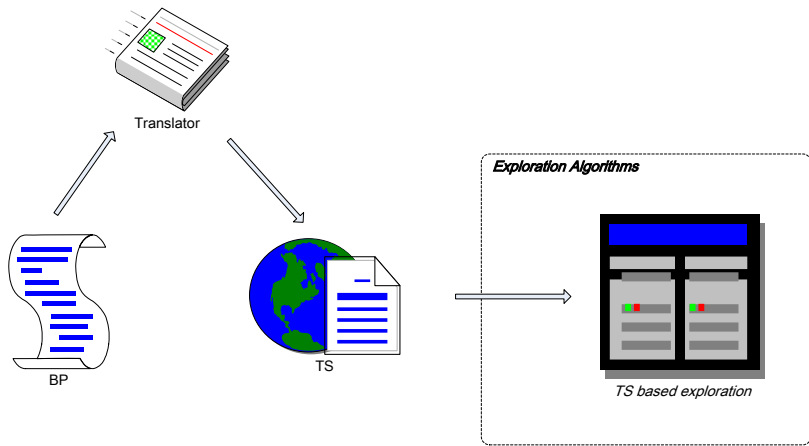 Translator
Exploration Algorithms
BP
TS
TS based exploration